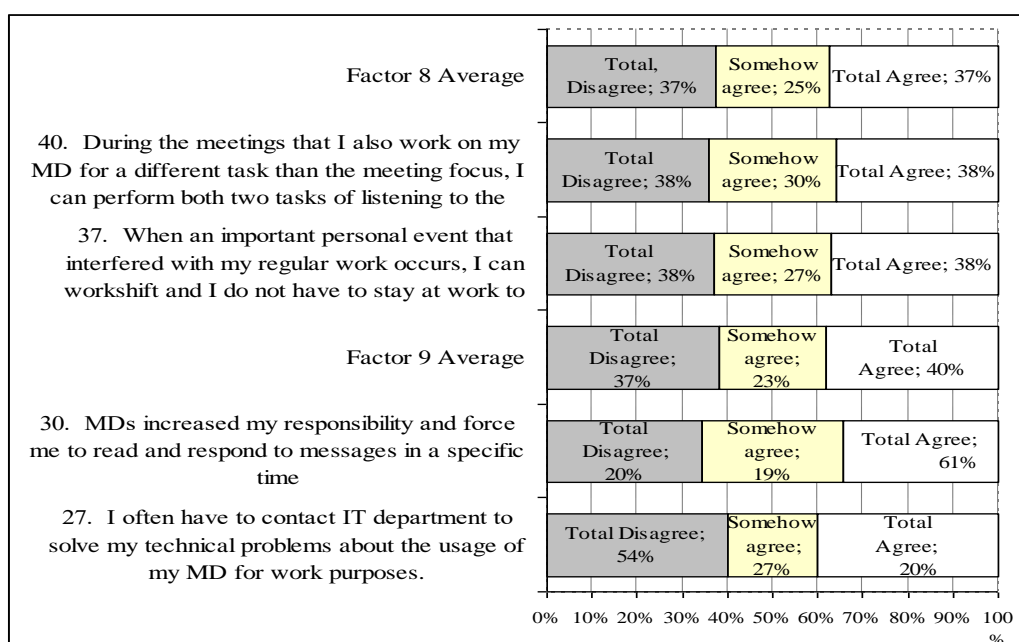 Factor 8 Average
Total,
Disagree; 37%
Somehow
agree; 25%
Total Agree; 37%
40. During the meetings that I also work on my
MD for a different task than the meeting focus, I
can perform both two tasks of listening to the
Total
Disagree; 38%
Somehow
agree; 30%
Total Agree; 38%
37. When an important personal event that
interfered with my regular work occurs, I can
workshift and I do not have to stay at work to
Total
Disagree; 38%
Somehow
agree; 27%
Total Agree; 38%
Factor 9 Average
Total
Disagree;
37%
Somehow
agree;
23%
Total
Agree; 40%
30. MDs increased my responsibility and force
me to read and respond to messages in a specific
time
Total
Disagree;
20%
Somehow
agree;
19%
Total Agree;
61%
27. I often have to contact IT department to
solve my technical problems about the usage of
my MD for work purposes.
Total Disagree;
54%
Somehow
agree;
27%
Total
Agree;
20%
0% 10% 20% 30% 40% 50% 60% 70% 80% 90% 100
%